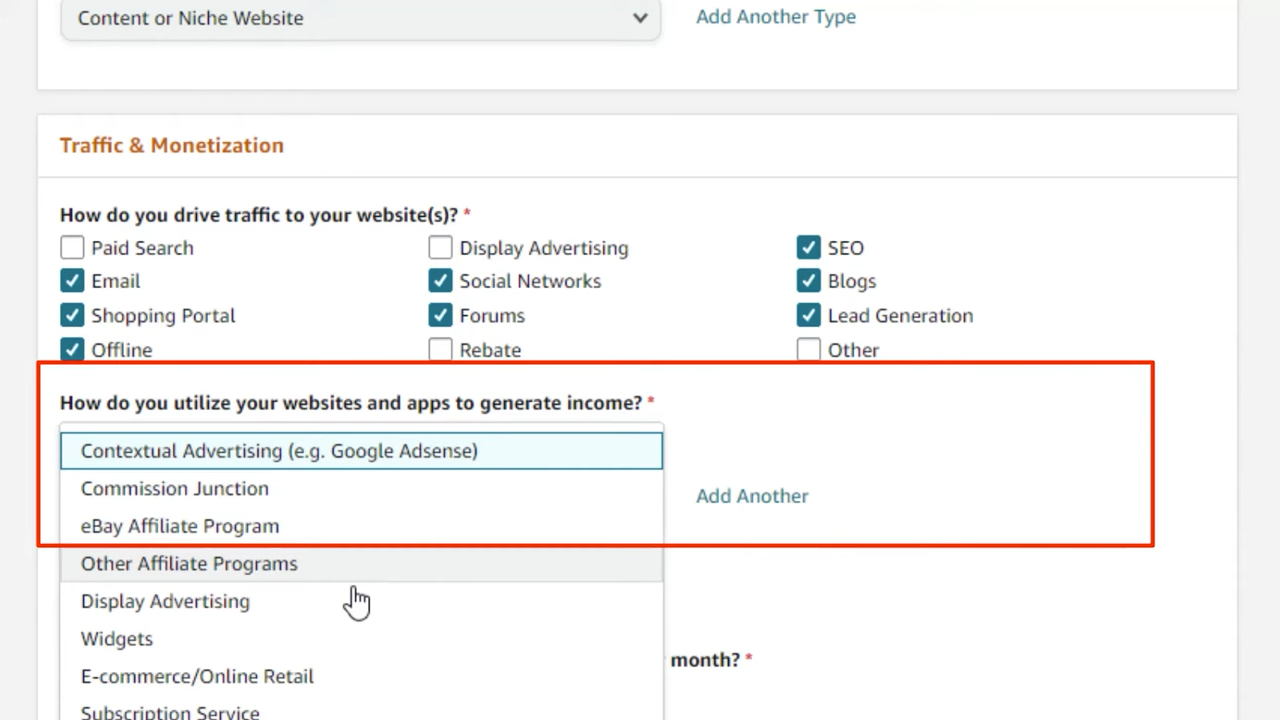 Content or Niche Website
Add Another Type
Traffic & Monetization
How do you drive traffic to your website(s)? *
Paid Search
Display Advertising
SEO
Email
Social Networks
Blogs
Shopping Portal
Forums
Lead Generation
Offline
Rebate
Other
How do you utilize your websites and apps to generate income? *
Contextual Advertising (e.g. Google Adsense)
Commission Junction
Add Another
eBay Affiliate Program
Other Affiliate Programs
Display Advertising
Widgets
month? *
E-commerce/Online Retail
Subscription Service